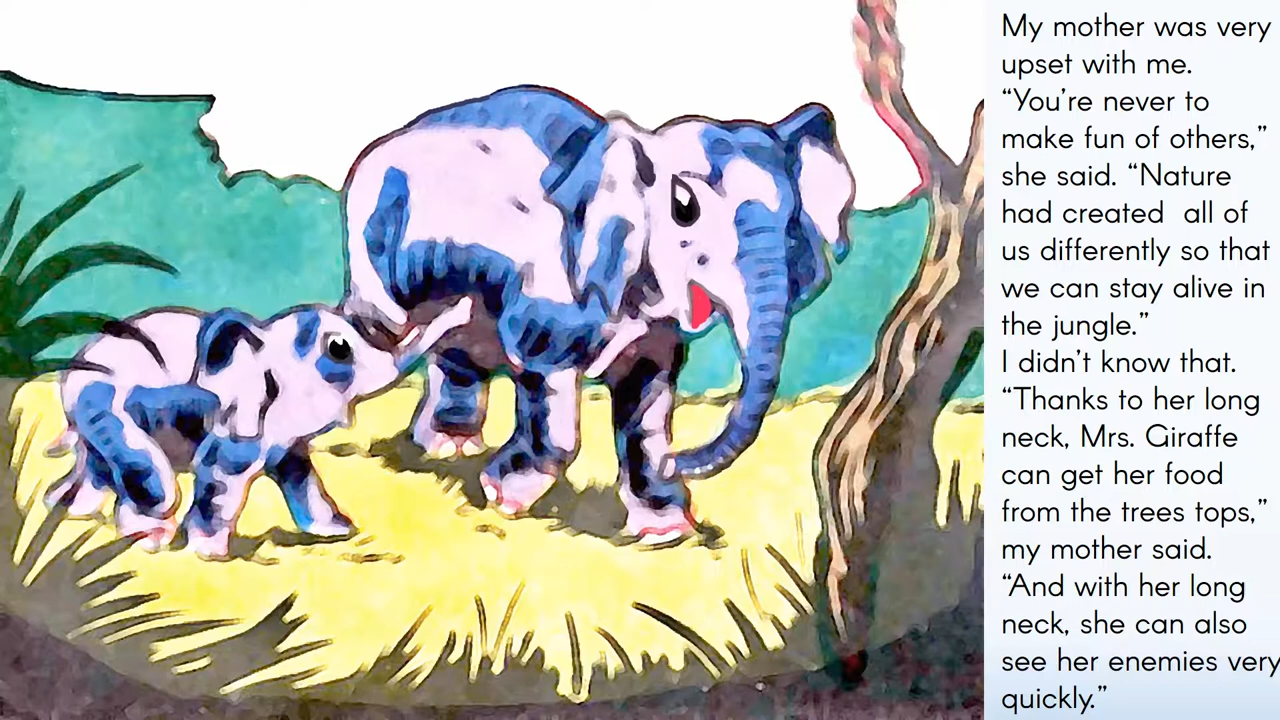 My mother was very
upset with me.
“You’re never to
make fun of others,”
she said. “Nature
had created  all of
us differently so that
we can stay alive in
the jungle.”
I didn’t know that.
“Thanks to her long
neck, Mrs. Giraffe
can get her food
from the trees tops,”
my mother said.
“And with her long
neck, she can also
see her enemies very
quickly.”